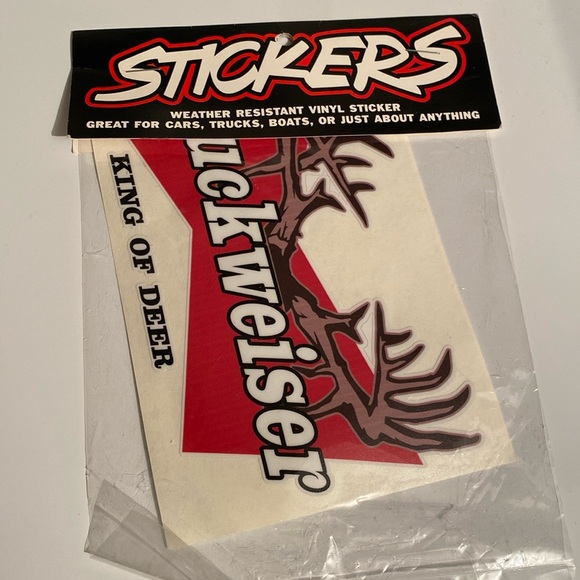 STICKERS
WEATHER RESISTANT VINYL STICKER
GREAT FOR CARS, TRUCKS, BOATS, OR JUST ABOUT ANYTHING
uckweiser
KING OF DEER